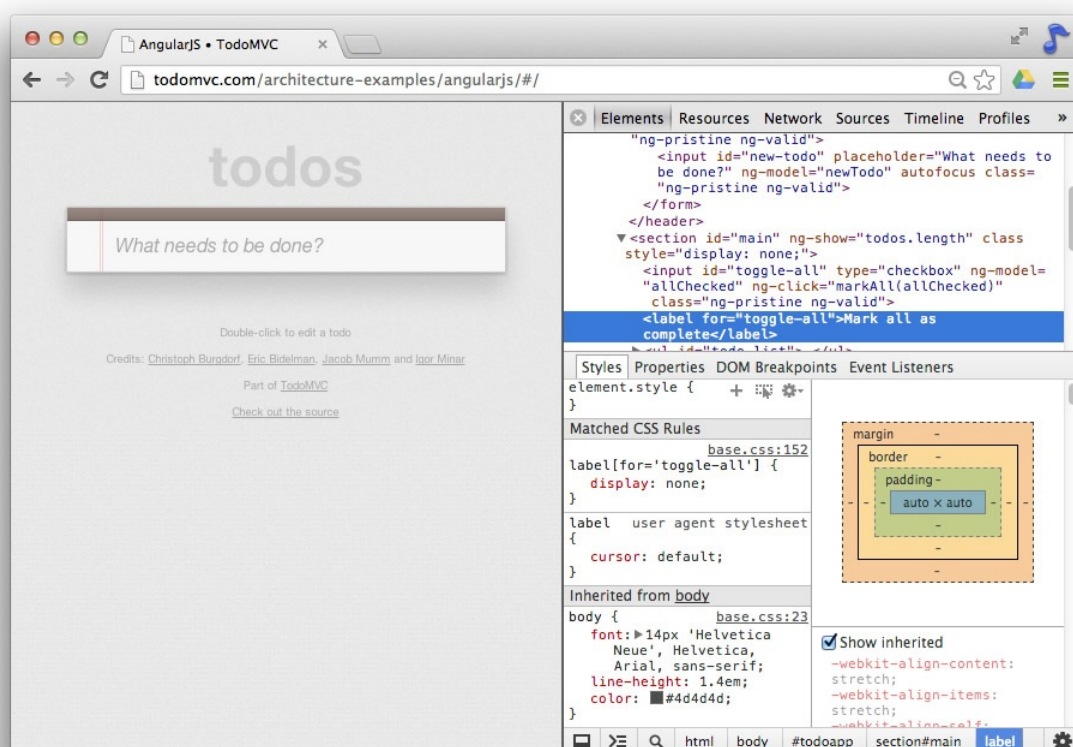 AngularJS • TodoMVC ×
todomvc.com/architecture-examples/angularjs/#/
todos
What needs to be done?
Double-click to edit a todo
Credits: Christoph Burgdorf, Eric Bidelman, Jacob Mumm and Igor Minar
Part of TodoMVC
Check out the source
Elements Resources Network Sources Timeline Profiles »
"ng-pristine ng-valid">
<input id="new-todo" placeholder="What needs to
be done?" ng-model="newTodo" autofocus class=
"ng-pristine ng-valid">
</form>
</header>
▼<section id="main" ng-show="todos.length" class
style="display: none;">
<input id="toggle-all" type="checkbox" ng-model=
"allChecked" ng-click="markAll(allChecked)"
class="ng-pristine ng-valid">
<label for="toggle-all">Mark all as
complete</label>
▶<ul id="todo-list">…</ul>
Styles Properties DOM Breakpoints Event Listeners
element.style {
}
Matched CSS Rules
base.css:152
label[for='toggle-all'] {
display: none;
}
label user agent stylesheet
{
cursor: default;
}
Inherited from body
body { base.css:23
font:▶14px 'Helvetica
Neue', Helvetica,
Arial, sans-serif;
line-height: 1.4em;
color: #4d4d4d;
}
margin -
border -
padding -
- - - auto × auto - - -
-
-
-
Show inherited
-webkit-align-content:
stretch;
-webkit-align-items:
stretch;
-webkit-align-self:
html body #todoapp section#main label